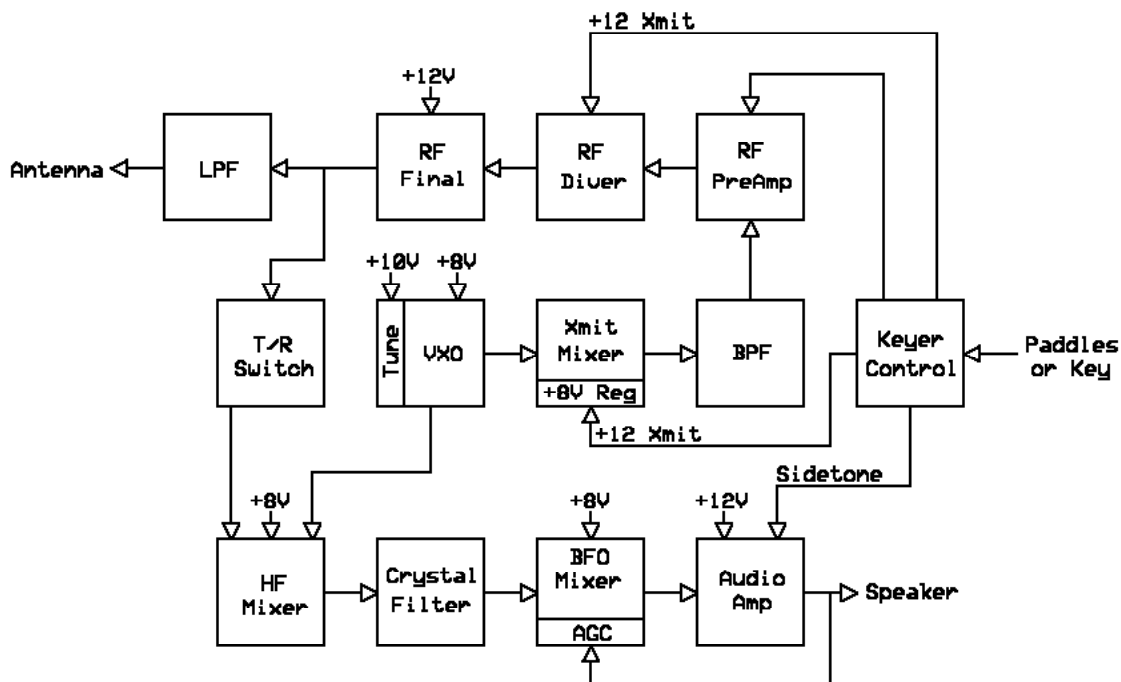 +12 Xmit
+12V
Antenna
LPF
RF
Final
RF
Diver
RF
PreAmp
+10V
+8V
T/R
Switch
Tune
VXO
Xmit
Mixer
+8V Reg
BPF
Keyer
Control
Paddles
or Key
+12 Xmit
Sidetone
+8V
+8V
+12V
HF
Mixer
Crystal
Filter
BFO
Mixer
AGC
Audio
Amp
Speaker